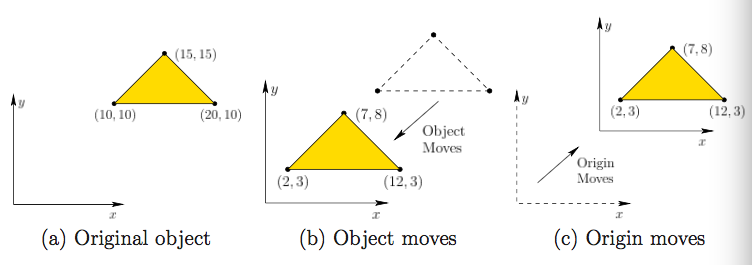 y
(15, 15)
(10, 10)
(20, 10)
x
(a) Original object
y
(7, 8)
Object
Moves
(2, 3)
(12, 3)
x
(b) Object moves
y
(7, 8)
(2, 3)
(12, 3)
x
y
Origin
Moves
x
(c) Origin moves